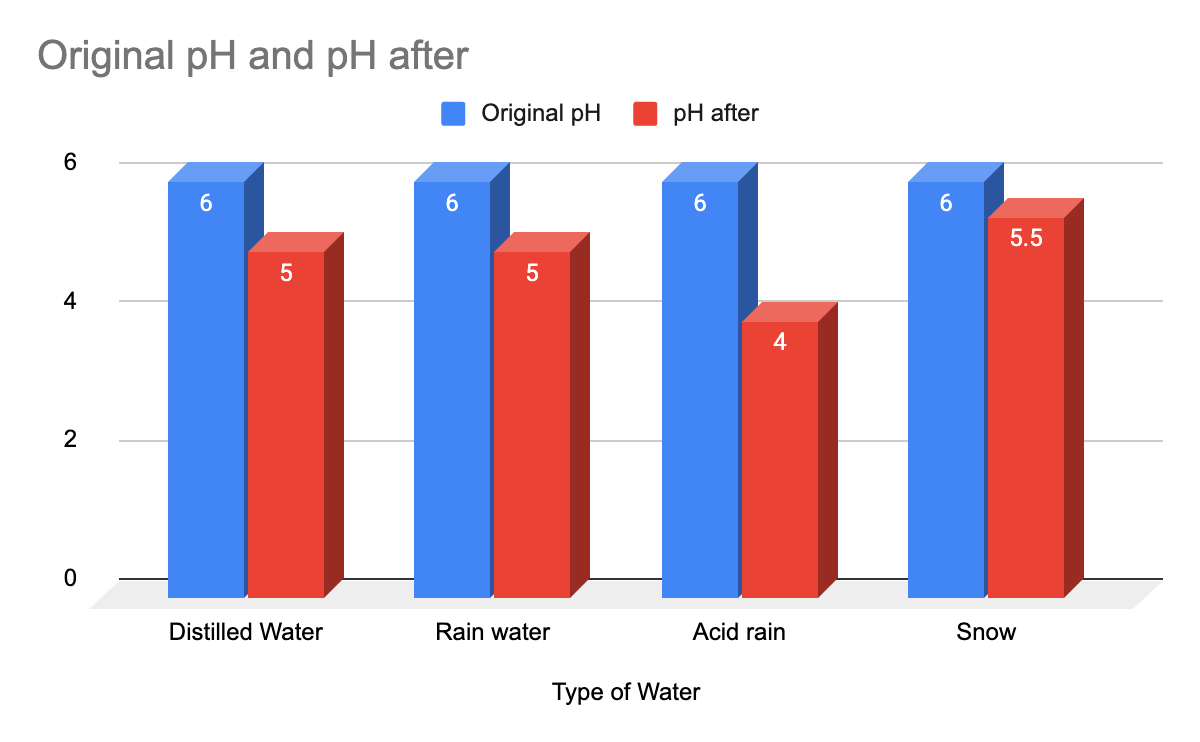 Original pH and pH after
Original pH pH after
6
6 6 6 6
5.5
5 5
4
4
2
0
Distilled Water Rain water Acid rain Snow
Type of Water